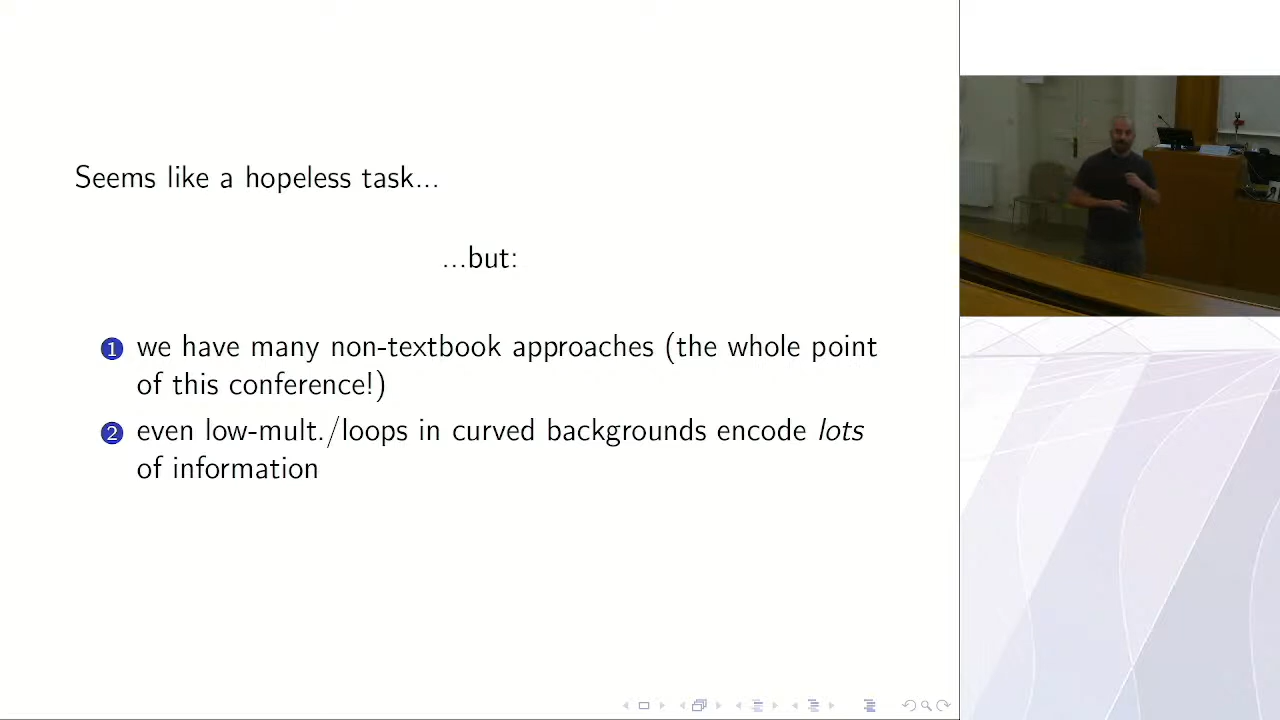 Seems like a hopeless task...
...but:
1 we have many non-textbook approaches (the whole point
of this conference!)
2 even low-mult./loops in curved backgrounds encode lots
of information